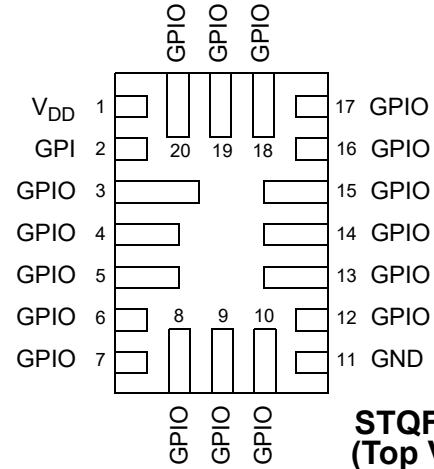 GPIO GPIO GPIO
VDD 1 17 GPIO
GPI 2 20 19 18 16 GPIO
GPIO 3 15 GPIO
GPIO 4 14 GPIO
GPIO 5 13 GPIO
GPIO 6 8 9 10 12 GPIO
GPIO 7 11 GND
GPIO GPIO GPIO
STQF
(Top V